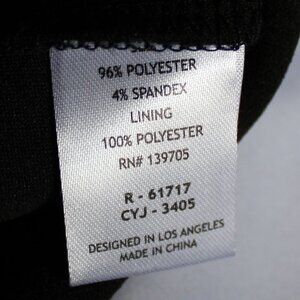 96% POLYESTER
4% SPANDEX
LINING
100% POLYESTER
RN# 139705
R - 61717
CYJ - 3405
DESIGNED IN LOS ANGELES
MADE IN CHINA